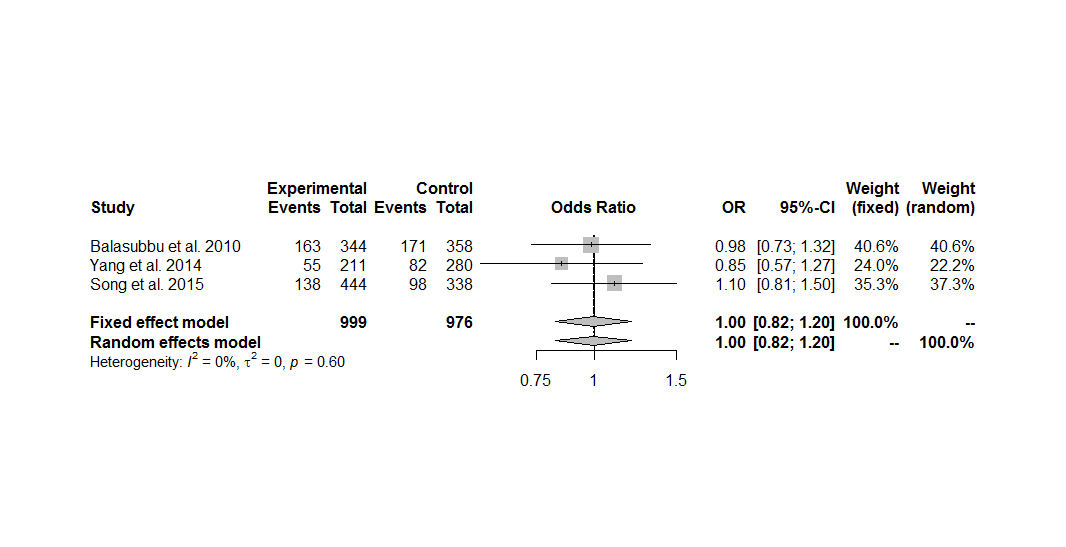 Experimental Control Weight Weight
Study Events Total Events Total Odds Ratio OR 95%-CI (fixed) (random)
Balasubbu et al. 2010 163 344 171 358 0.98 [0.73; 1.32] 40.6% 40.6%
Yang et al. 2014 55 211 82 280 0.85 [0.57; 1.27] 24.0% 22.2%
Song et al. 2015 138 444 98 338 1.10 [0.81; 1.50] 35.3% 37.3%
Fixed effect model 999 976 1.00 [0.82; 1.20] 100.0% --
Random effects model 1.00 [0.82; 1.20] -- 100.0%
Heterogeneity: I² = 0%, τ² = 0, p = 0.60
0.75 1 1.5